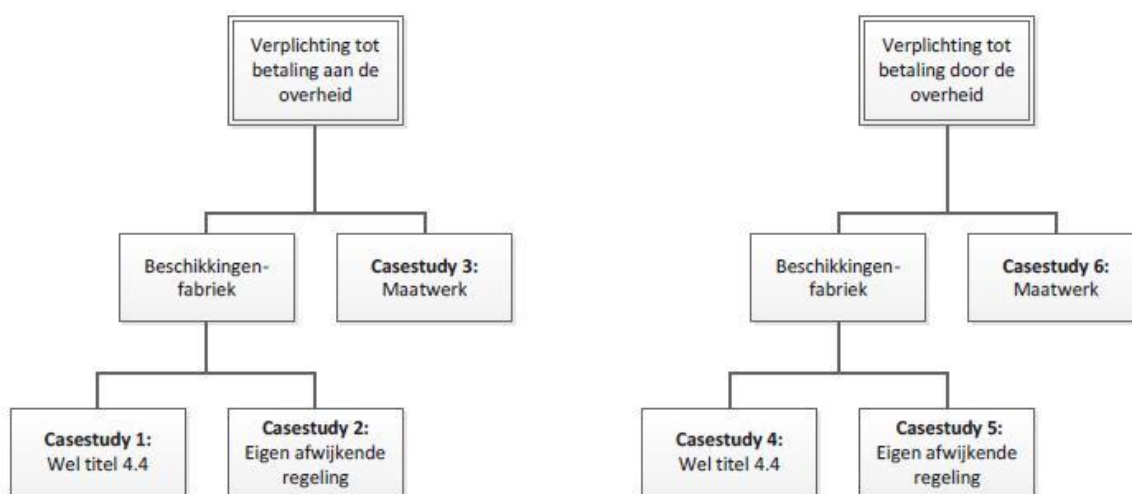 Verplichting tot
betaling aan de
overheid
Beschikkingen-
fabriek
Casestudy 3:
Maatwerk
Casestudy 1:
Wel titel 4.4
Casestudy 2:
Eigen afwijkende
regeling
Verplichting tot
betaling door de
overheid
Beschikkingen-
fabriek
Casestudy 6:
Maatwerk
Casestudy 4:
Wel titel 4.4
Casestudy 5:
Eigen afwijkende
regeling